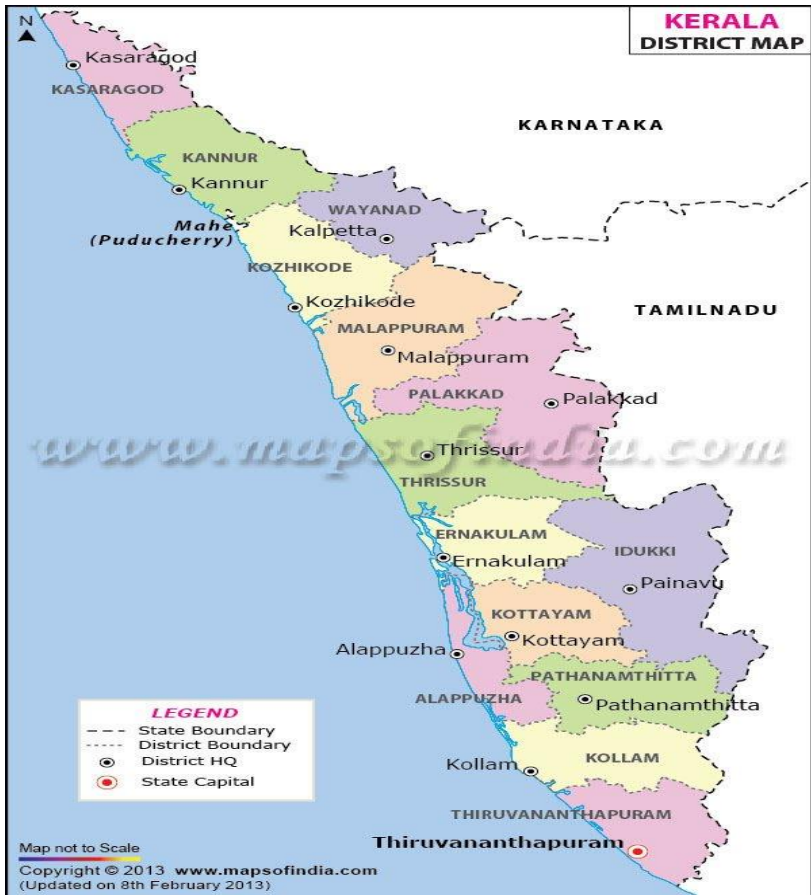 N
KERALA
DISTRICT MAP
Kasaragod
KASARAGOD
KARNATAKA
KANNUR
Kannur
WAYANAD
Mahe
(Puducherry)
Kalpetta
KOZHIKODE
Kozhikode
TAMILNADU
MALAPPURAM
Malappuram
PALAKKAD
Palakkad
www.mapsofindia.com
Thrissur
THRISSUR
ERNAKULAM
Ernakulam
IDUKKI
Painavu
KOTTAYAM
Kottayam
Alappuzha
PATHANAMTHITTA
ALAPPUZHA
Pathanamthitta
KOLLAM
Kollam
THIRUVANANTHAPURAM
Thiruvananthapuram
LEGEND
State Boundary
District Boundary
District HQ
State Capital
Map not to Scale
Copyright © 2013 www.mapsofindia.com
(Updated on 8th February 2013)